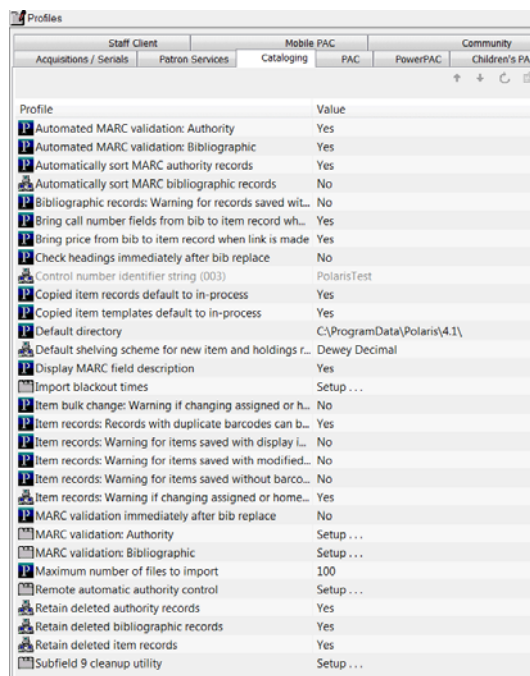 Profiles
Staff Client Mobile PAC Community
Acquisitions / Serials Patron Services Cataloging PAC PowerPAC Children's PA
Profile Value
Automated MARC validation: Authority Yes
Automated MARC validation: Bibliographic Yes
Automatically sort MARC authority records Yes
Automatically sort MARC bibliographic records No
Bibliographic records: Warning for records saved wit... No
Bring call number fields from bib to item record wh... Yes
Bring price from bib to item record when link is made Yes
Check headings immediately after bib replace No
Control number identifier string (003) PolarisTest
Copied item records default to in-process Yes
Copied item templates default to in-process Yes
Default directory C:\ProgramData\Polaris\4.1\
Default shelving scheme for new item and holdings r... Dewey Decimal
Display MARC field description Yes
Import blackout times Setup . . .
Item bulk change: Warning if changing assigned or h... No
Item records: Records with duplicate barcodes can b... Yes
Item records: Warning for items saved with display i... No
Item records: Warning for items saved with modified... No
Item records: Warning for items saved without barco... No
Item records: Warning if changing assigned or home... Yes
MARC validation immediately after bib replace No
MARC validation: Authority Setup . . .
MARC validation: Bibliographic Setup . . .
Maximum number of files to import 100
Remote automatic authority control Setup . . .
Retain deleted authority records Yes
Retain deleted bibliographic records Yes
Retain deleted item records Yes
Subfield 9 cleanup utility Setup . . .